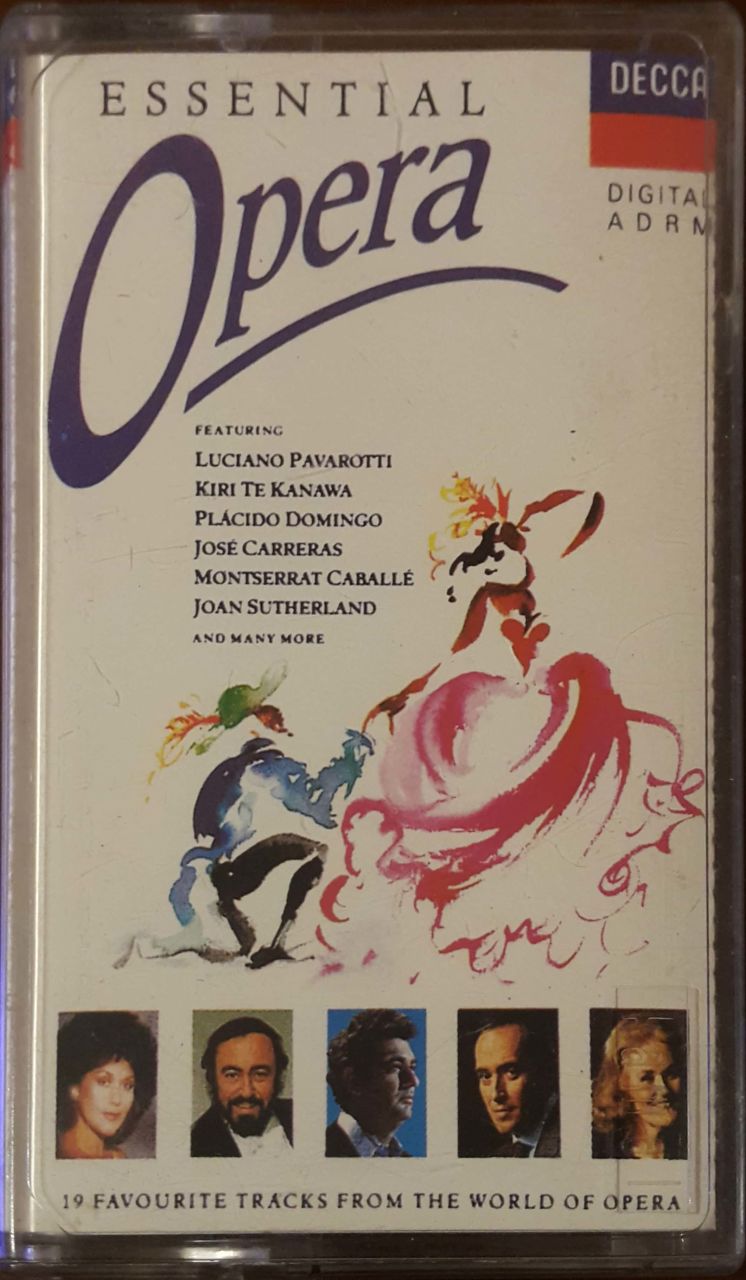 ESSENTIAL
Opera
DECCA
DIGITAL
ADRM
FEATURING
LUCIANO PAVAROTTI
KIRI TE KANAWA
PLÁCIDO DOMINGO
JOSÉ CARRERAS
MONTSERRAT CABALLÉ
JOAN SUTHERLAND
AND MANY MORE
19 FAVOURITE TRACKS FROM THE WORLD OF OPERA